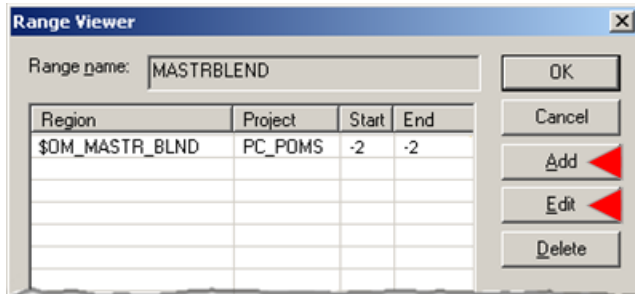 Range Viewer
Range name: MASTRBLEND
OK
Region Project Start End
Cancel
$OM_MASTR_BLND PC_POMS -2 -2
Add
Edit
Delete